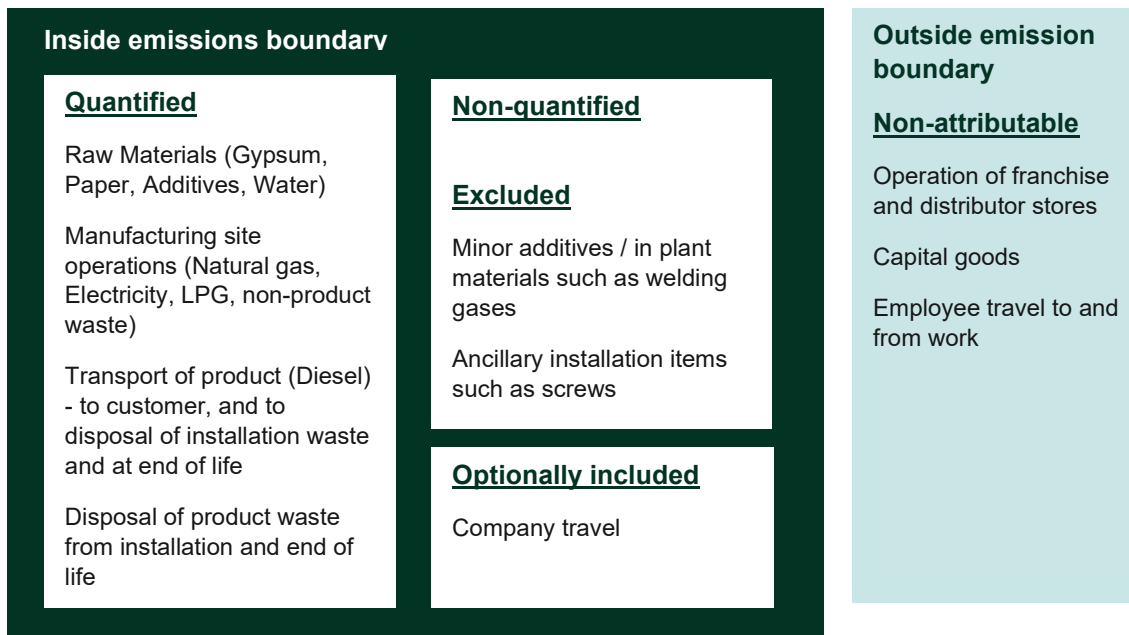 Inside emissions boundary
Quantified
Raw Materials (Gypsum,
Paper, Additives, Water)
Manufacturing site
operations (Natural gas,
Electricity, LPG, non-product
waste)
Transport of product (Diesel)
- to customer, and to
disposal of installation waste
and at end of life
Disposal of product waste
from installation and end of
life
Non-quantified
Excluded
Minor additives / in plant
materials such as welding
gases
Ancillary installation items
such as screws
Optionally included
Company travel
Outside emission
boundary
Non-attributable
Operation of franchise
and distributor stores
Capital goods
Employee travel to and
from work